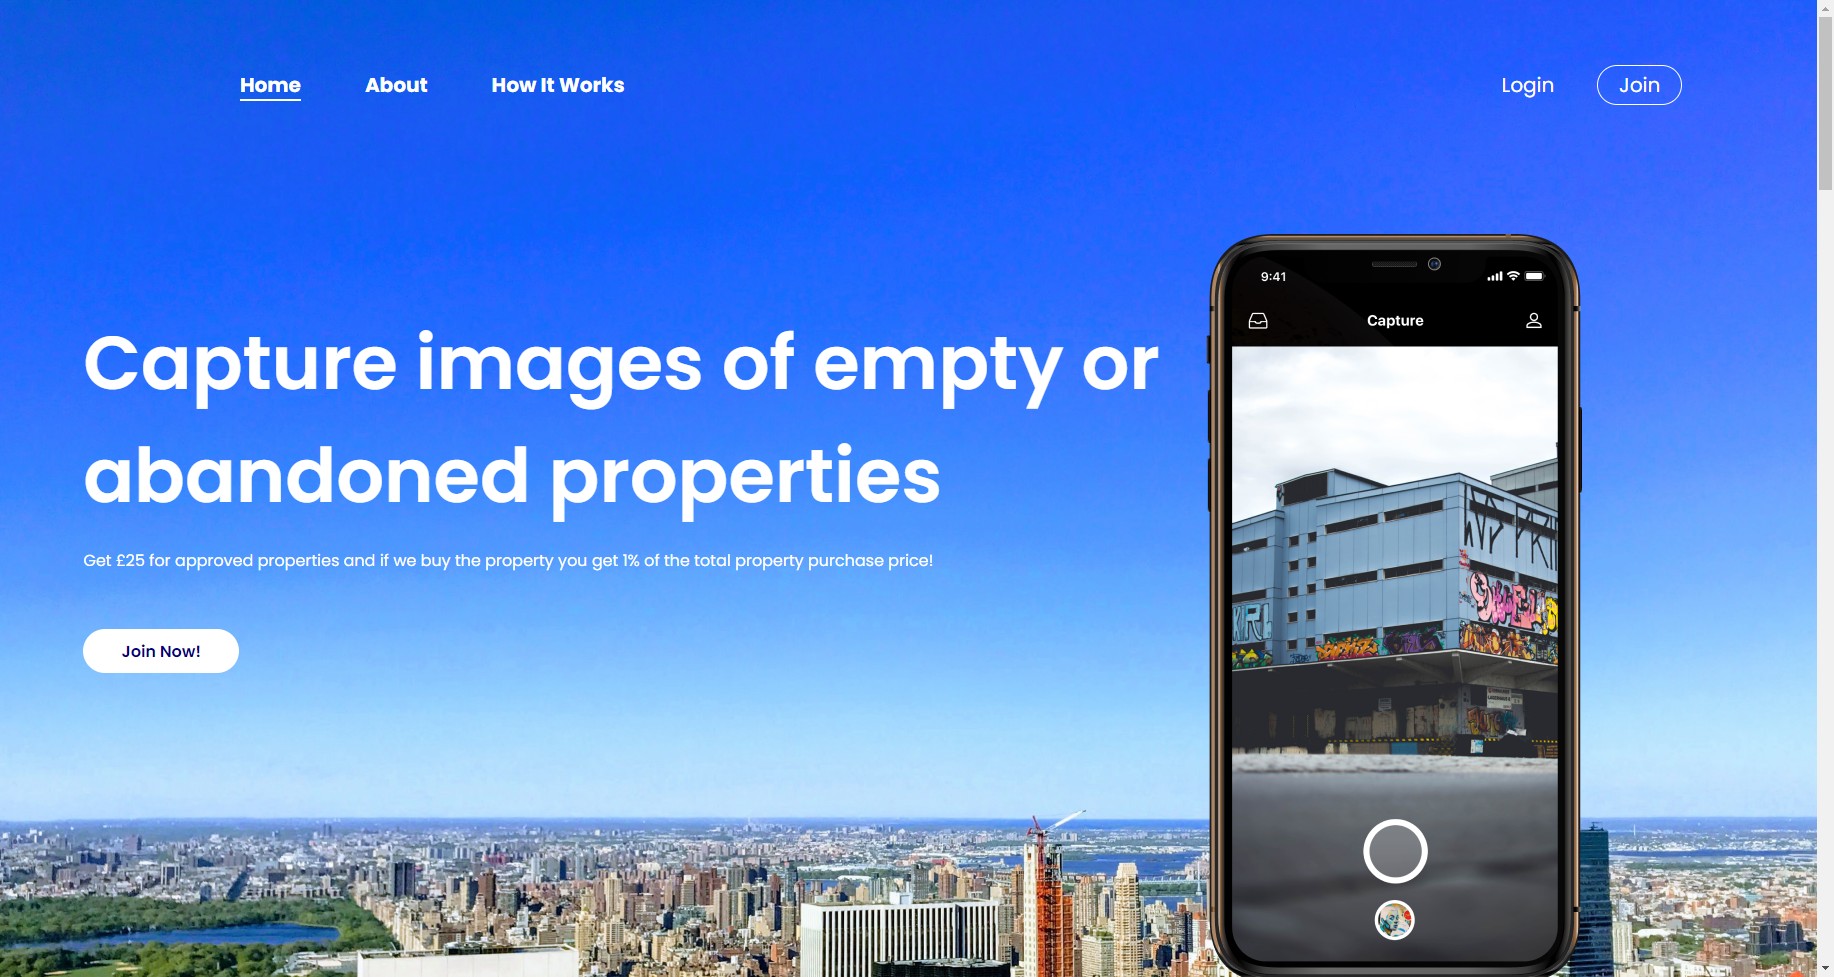 Home About How It Works Login Join
Capture images of empty or
abandoned properties
Get £25 for approved properties and if we buy the property you get 1% of the total property purchase price!
Join Now!
9:41
Capture